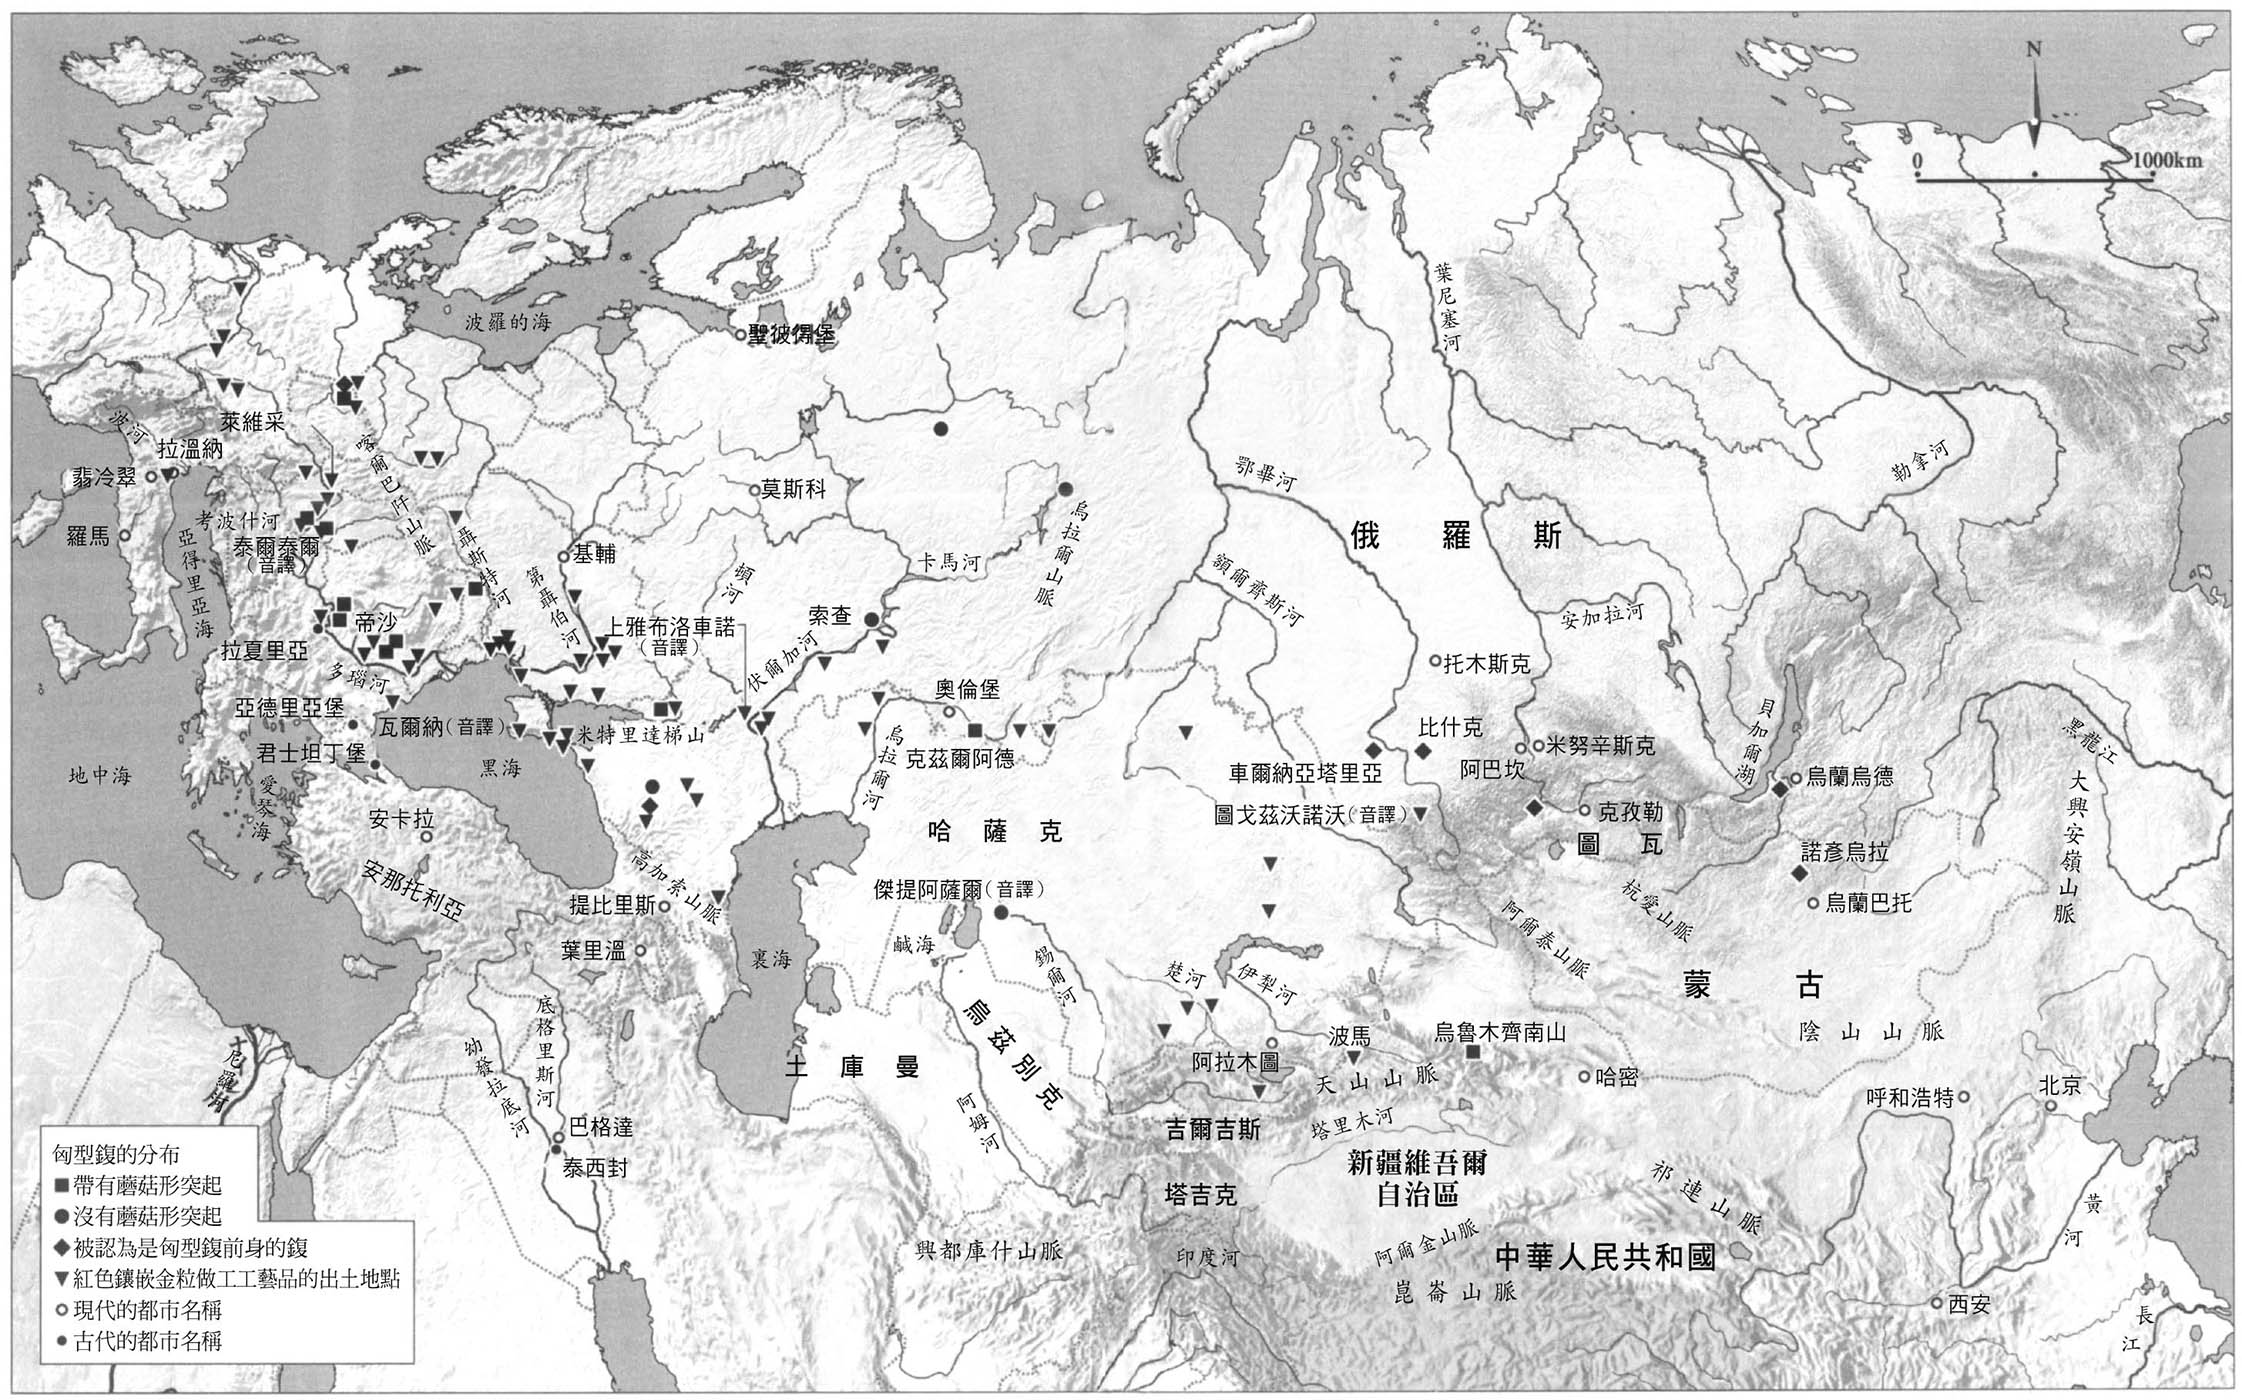 N
0
1000km
葉尼塞河
波羅的海
聖彼得堡
萊維采
波河
拉溫納
喀爾巴阡山脈
翡冷翠
莫斯科
鄂畢河
勒拿河
考波什河
羅馬
亞得里亞海
泰爾泰爾
(音譯)
聶斯特河
基輔
第聶伯河
頓河
卡馬河
烏拉爾山脈
俄羅斯
額爾齊斯河
安加拉河
帝沙
上雅布洛車諾
(音譯)
索查
拉夏里亞
多瑙河
伏爾加河
托木斯克
奧倫堡
亞德里亞堡
瓦爾納(音譯)
米特里達梯山
烏拉爾河
克茲爾阿德
比什克
米努辛斯克
阿巴坎
貝加爾湖
黑龍江
君士坦丁堡
地中海
愛琴海
黑海
車爾納亞塔里亞
烏蘭烏德
大興安嶺山脈
圖戈茲沃諾沃(音譯)
克孜勒
安卡拉
哈薩克
圖瓦
諾彥烏拉
高加索山脈
安那托利亞
傑提阿薩爾(音譯)
杭愛山脈
烏蘭巴托
提比里斯
阿爾泰山脈
葉里溫
裏海
鹹海
錫爾河
楚河
伊犁河
蒙古
底格里斯河
幼發拉底河
烏茲別克
波馬
烏魯木齊南山
陰山山脈
尼羅河
土庫曼
阿拉木圖
天山山脈
哈密
呼和浩特
北京
阿姆河
巴格達
泰西封
吉爾吉斯
塔里木河
新疆維吾爾
自治區
塔吉克
祁連山脈
黃河
興都庫什山脈
印度河
阿爾金山脈
中華人民共和國
崑崙山脈
西安
長江
匈型鍑的分布
帶有蘑菇形突起
沒有蘑菇形突起
被認為是匈型鍑前身的鍑
紅色鑲嵌金粒做工工藝品的出土地點
現代的都市名稱
古代的都市名稱